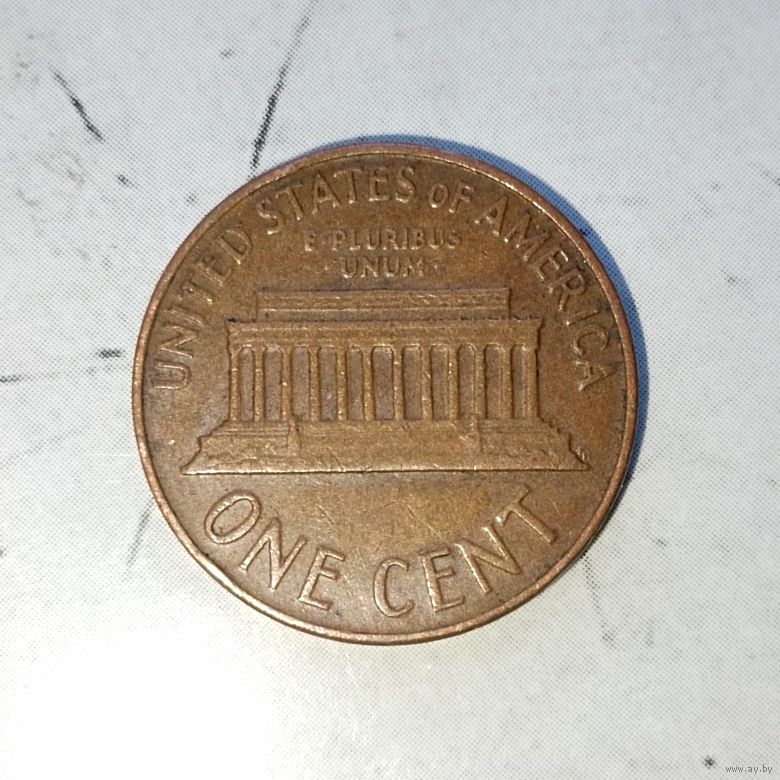 UNITED STATES OF AMERICA
E·PLURIBUS
·UNUM·
ONE CENT
www.ay.by